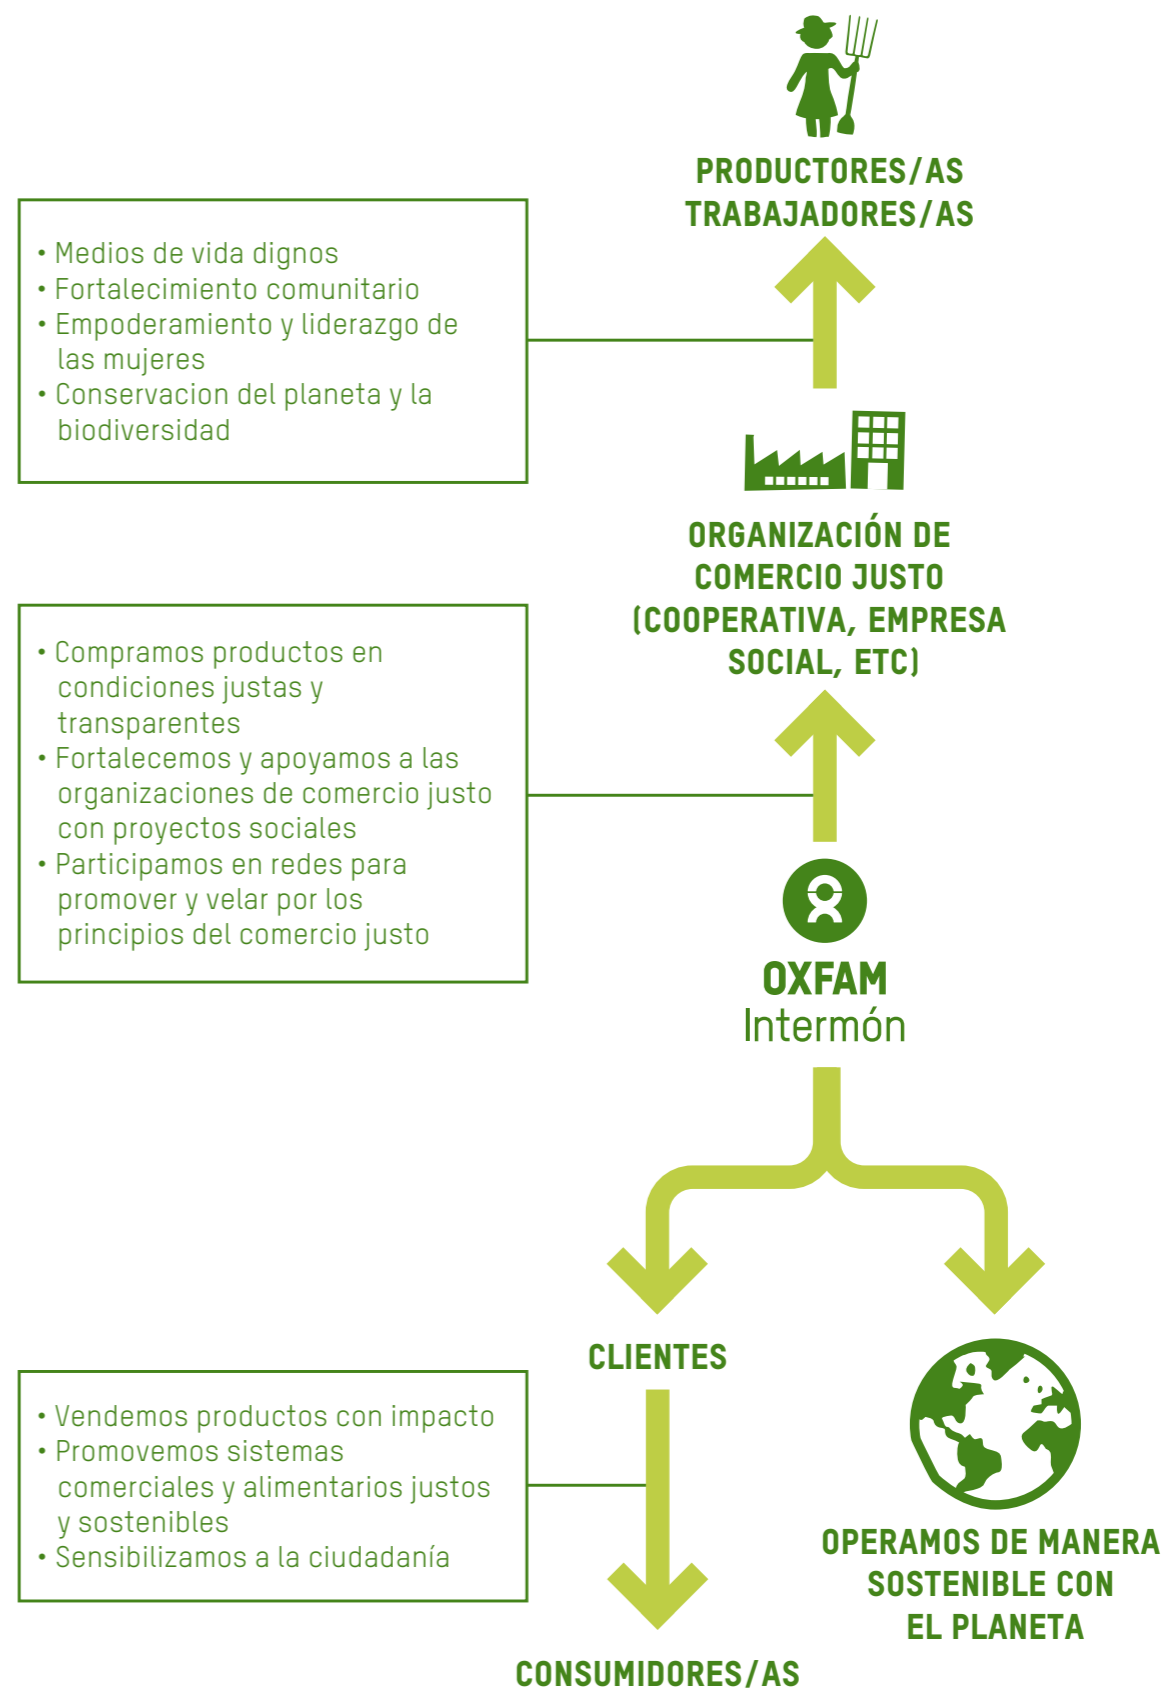 PRODUCTORES/AS
TRABAJADORES/AS
• Medios de vida dignos
• Fortalecimiento comunitario
• Empoderamiento y liderazgo de
las mujeres
• Conservacion del planeta y la
biodiversidad
ORGANIZACIÓN DE
COMERCIO JUSTO
(COOPERATIVA, EMPRESA
SOCIAL, ETC)
• Compramos productos en
condiciones justas y
transparentes
• Fortalecemos y apoyamos a las
organizaciones de comercio justo
con proyectos sociales
• Participamos en redes para
promover y velar por los
principios del comercio justo
OXFAM
Intermón
CLIENTES
• Vendemos productos con impacto
• Promovemos sistemas
comerciales y alimentarios justos
y sostenibles
• Sensibilizamos a la ciudadanía
OPERAMOS DE MANERA
SOSTENIBLE CON
EL PLANETA
CONSUMIDORES/AS